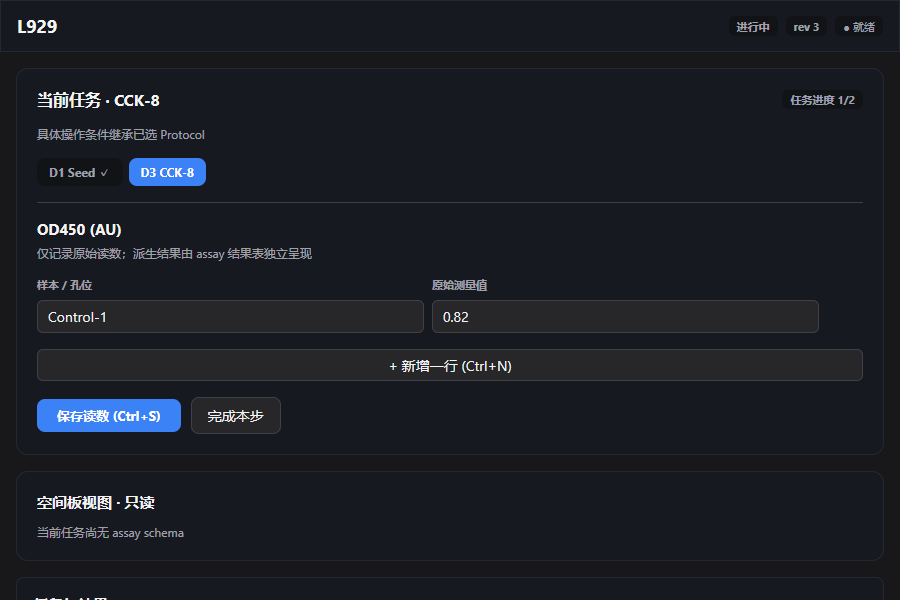 L929
进行中 rev 3 ● 就绪
当前任务 · CCK-8
任务进度 1/2
具体操作条件继承已选 Protocol
D1 Seed ✓ D3 CCK-8
OD450 (AU)
仅记录原始读数；派生结果由 assay 结果表独立呈现
样本 / 孔位 原始测量值
Control-1 0.82
+ 新增一行 (Ctrl+N)
保存读数 (Ctrl+S) 完成本步
空间板视图 · 只读
当前任务尚无 assay schema